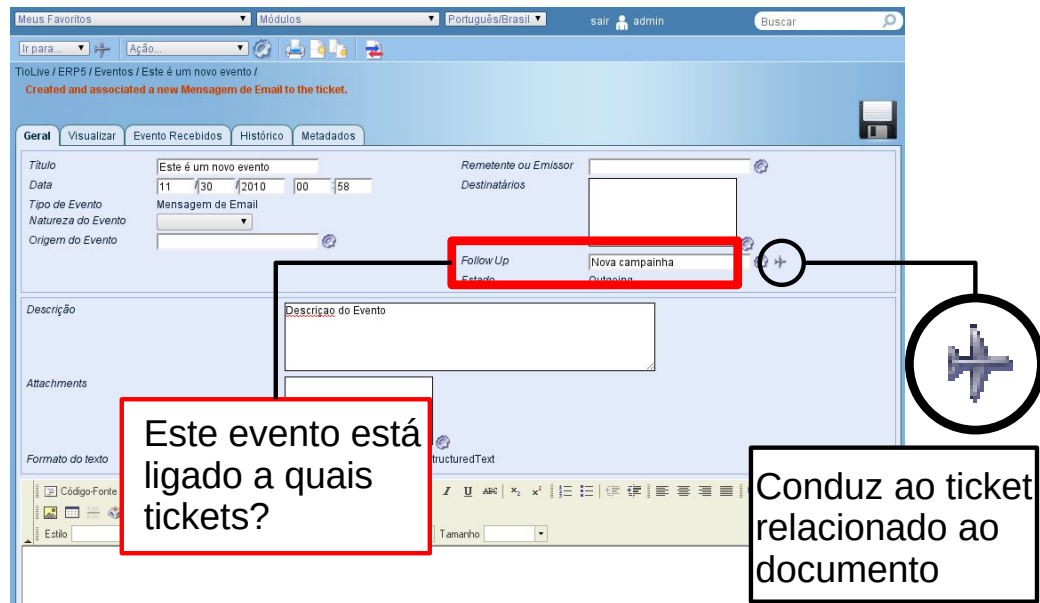 Meus Favoritos Módulos Português/Brasil sair admin Buscar
Ir para... Ação...
TioLive / ERP5 / Eventos / Este é um novo evento /
Created and associated a new Mensagem de Email to the ticket.
Geral Visualizar Evento Recebidos Histórico Metadados
Título Este é um novo evento Remetente ou Emissor
Data 11 / 30 / 2010 00 : 58 Destinatários
Tipo de Evento Mensagem de Email
Natureza do Evento
Origem do Evento
Follow Up Nova campainha
Estado Outgoing
Descrição Descriçao do Evento
Attachments
Formato do texto tructuredText
Código-Fonte I U ABC x₂ x²
Estilo Tamanho
Este evento está
ligado a quais
tickets?
Conduz ao ticket
relacionado ao
documento